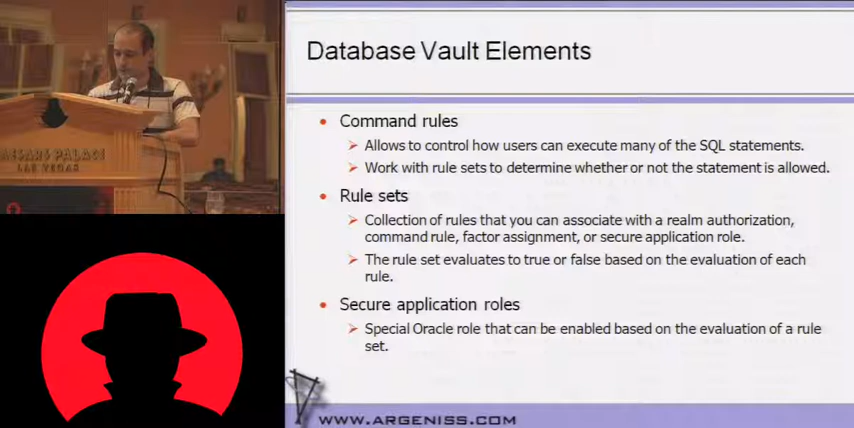 Database Vault Elements
Command rules
Allows to control how users can execute many of the SQL statements.
Work with rule sets to determine whether or not the statement is allowed.
Rule sets
Collection of rules that you can associate with a realm authorization,
command rule, factor assignment, or secure application role.
The rule set evaluates to true or false based on the evaluation of each
rule.
Secure application roles
Special Oracle role that can be enabled based on the evaluation of a rule
set.
WWW.ARGENISS.COM
CAESARS PALACE
LAS VEGAS